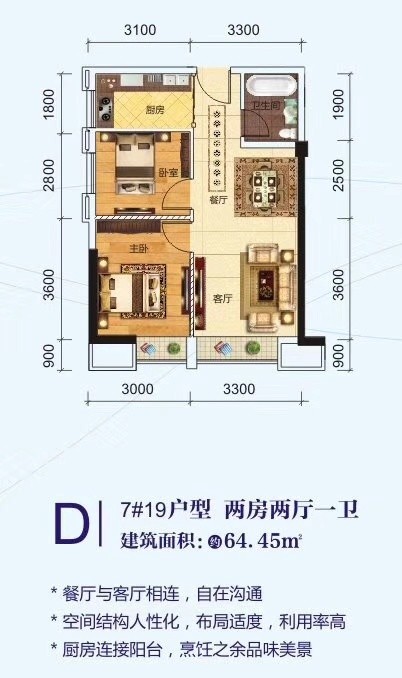 3100 3300
1800 1900
厨房 卫生间
2800 卧室 2500
餐厅
主卧
3600 客厅 3600
900 900
3000 3300
D 7#19户型 两房两厅一卫
建筑面积:约64.45m²
* 餐厅与客厅相连，自在沟通
* 空间结构人性化，布局适度，利用率高
* 厨房连接阳台，烹饪之余品味美景